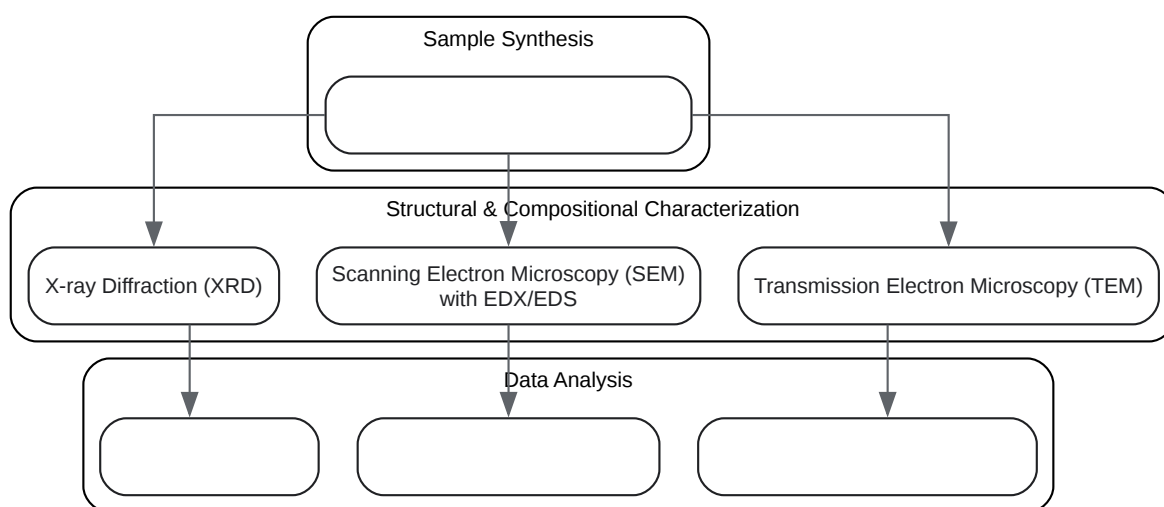 Sample Synthesis
Structural & Compositional Characterization
X-ray Diffraction (XRD)
Scanning Electron Microscopy (SEM)
with EDX/EDS
Transmission Electron Microscopy (TEM)
Data Analysis